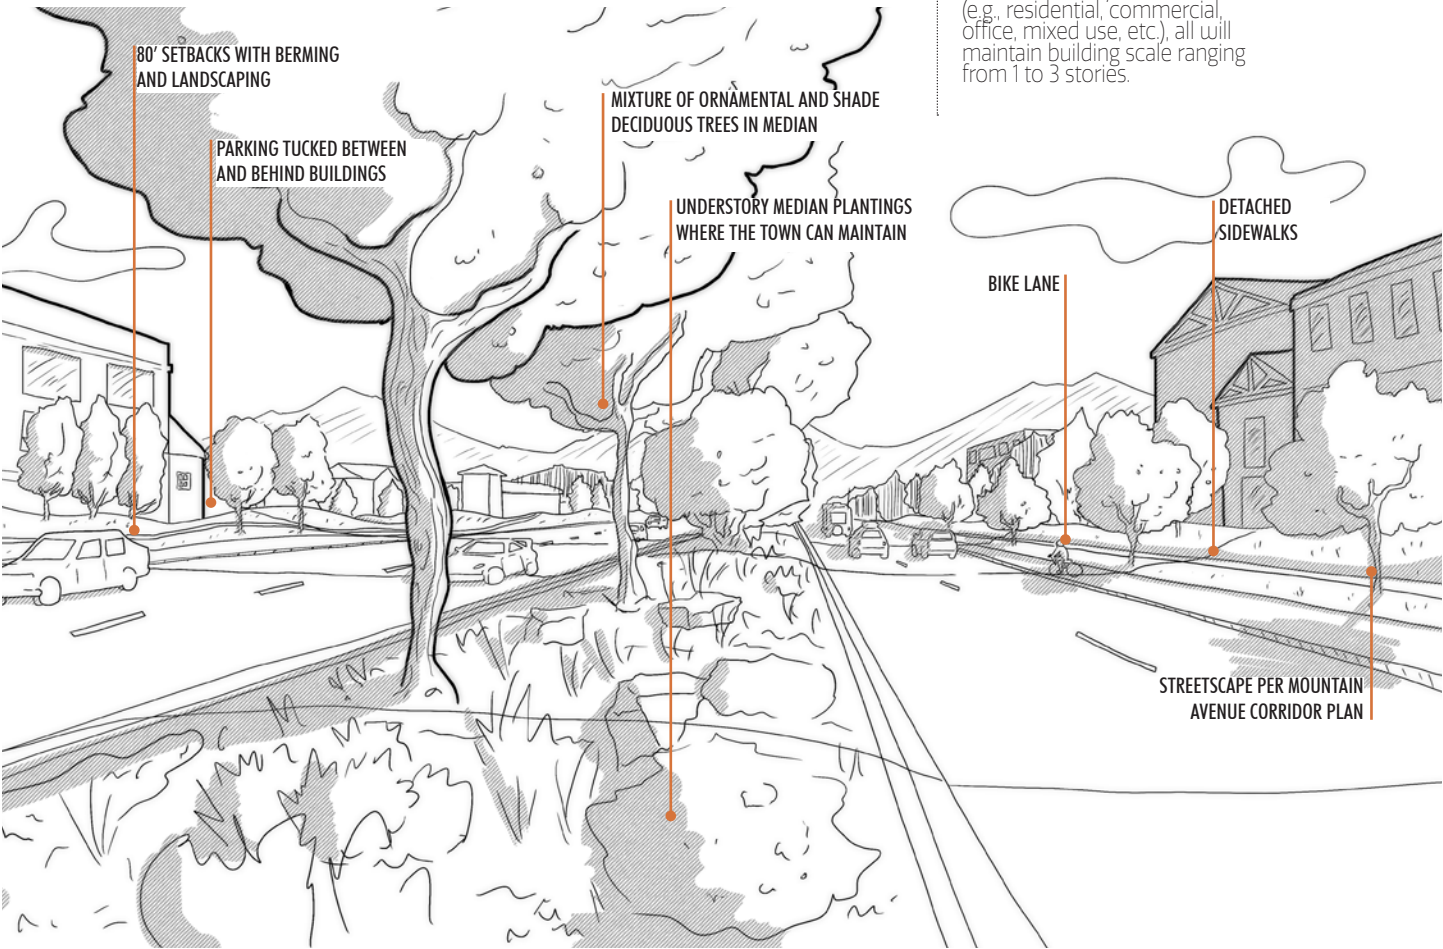 (e.g., residential, commercial,
office, mixed use, etc.), all will
maintain building scale ranging
from 1 to 3 stories.
80' SETBACKS WITH BERMING
AND LANDSCAPING
MIXTURE OF ORNAMENTAL AND SHADE
DECIDUOUS TREES IN MEDIAN
PARKING TUCKED BETWEEN
AND BEHIND BUILDINGS
UNDERSTORY MEDIAN PLANTINGS
WHERE THE TOWN CAN MAINTAIN
DETACHED
SIDEWALKS
BIKE LANE
STREETSCAPE PER MOUNTAIN
AVENUE CORRIDOR PLAN